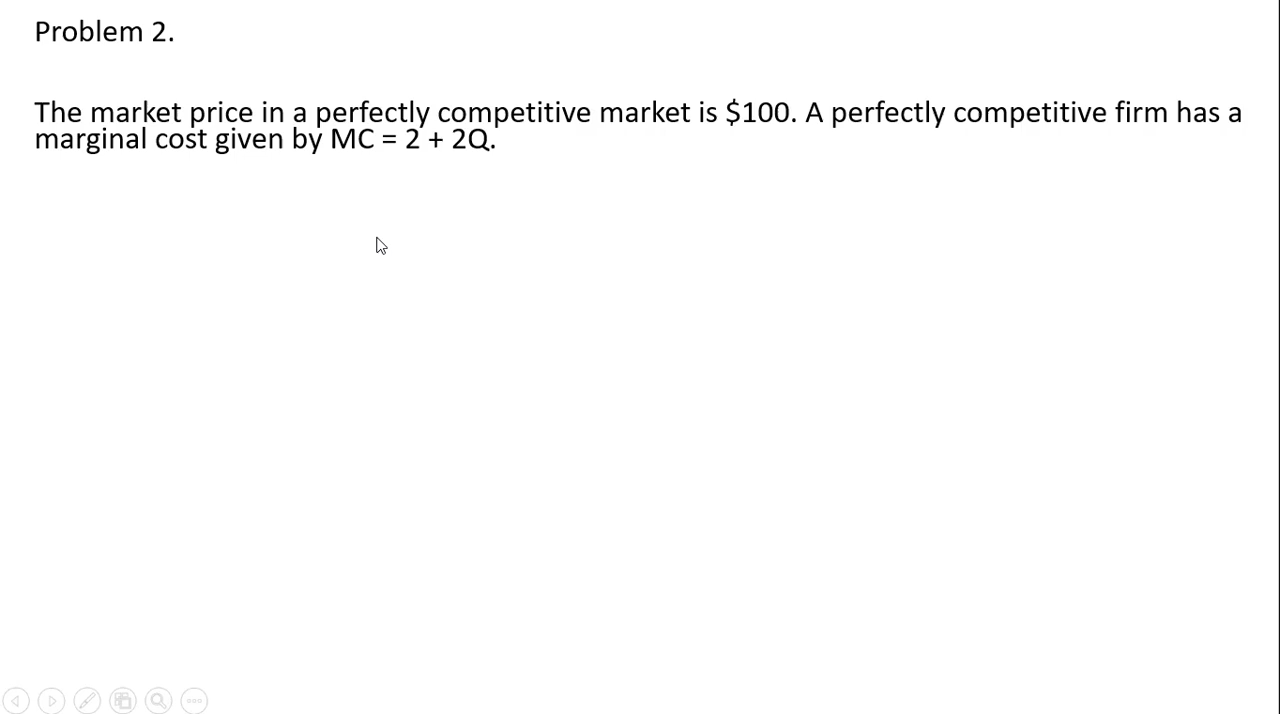 Problem 2.
The market price in a perfectly competitive market is $100. A perfectly competitive firm has a
marginal cost given by MC = 2 + 2Q.